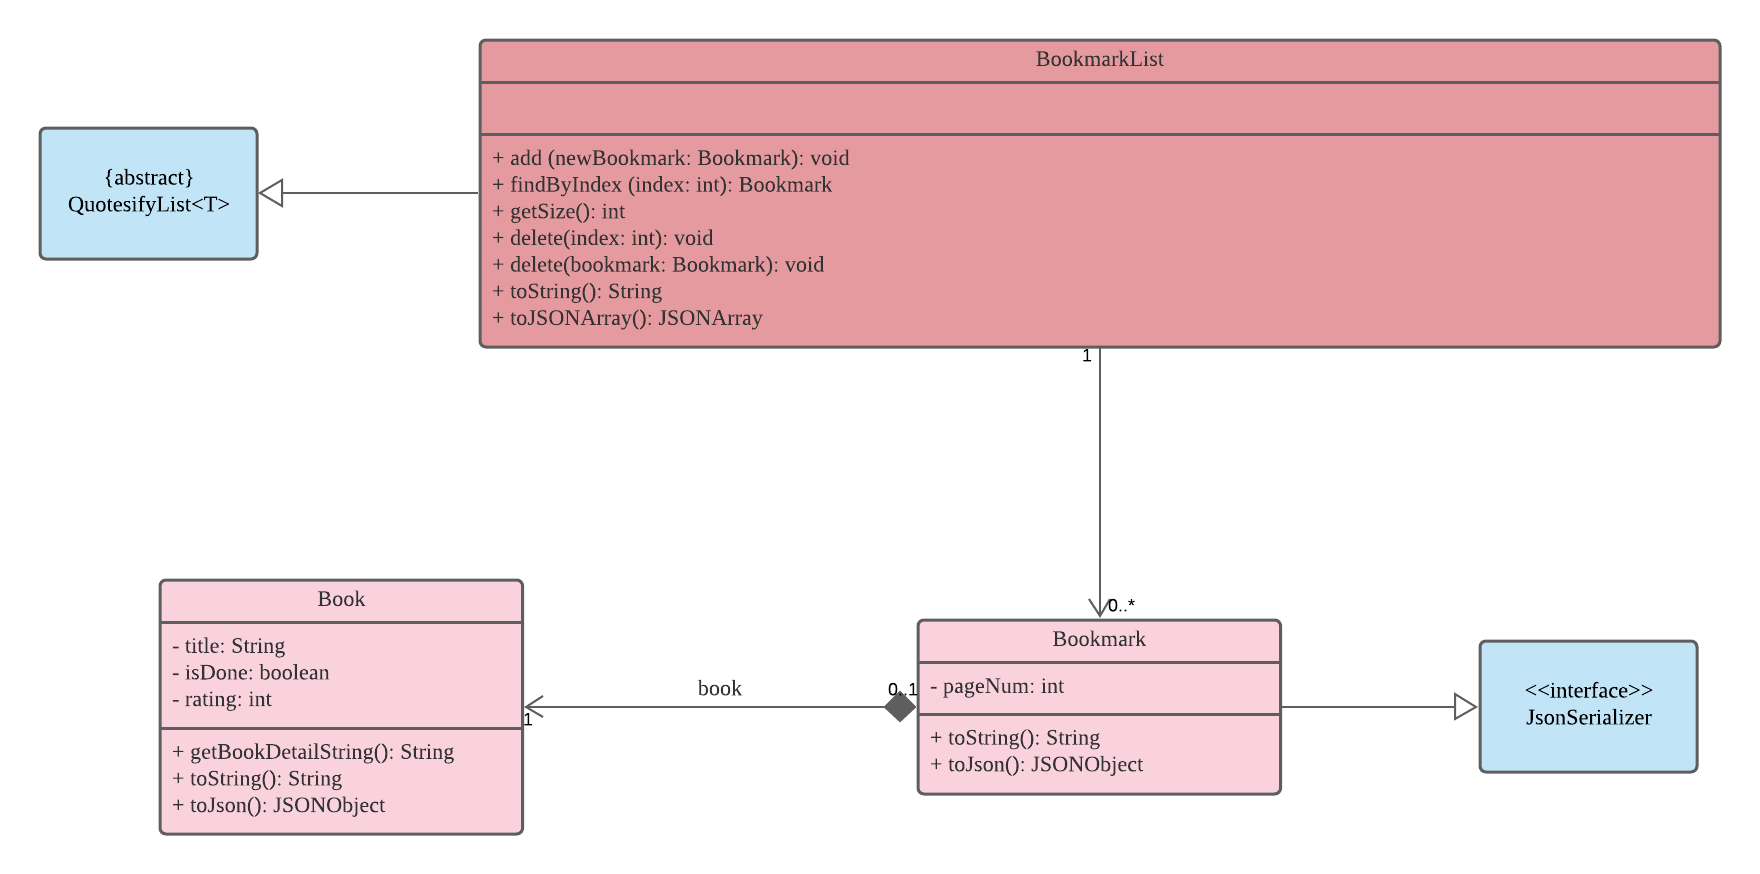 BookmarkList
+ add (newBookmark: Bookmark): void
+ findByIndex (index: int): Bookmark
+ getSize(): int
+ delete(index: int): void
+ delete(bookmark: Bookmark): void
+ toString(): String
+ toJSONArray(): JSONArray
{abstract}
QuotesifyList<T>
1
0..*
Book
- title: String
- isDone: boolean
- rating: int
+ getBookDetailString(): String
+ toString(): String
+ toJson(): JSONObject
book
0..1
1
Bookmark
- pageNum: int
+ toString(): String
+ toJson(): JSONObject
<<interface>>
JsonSerializer